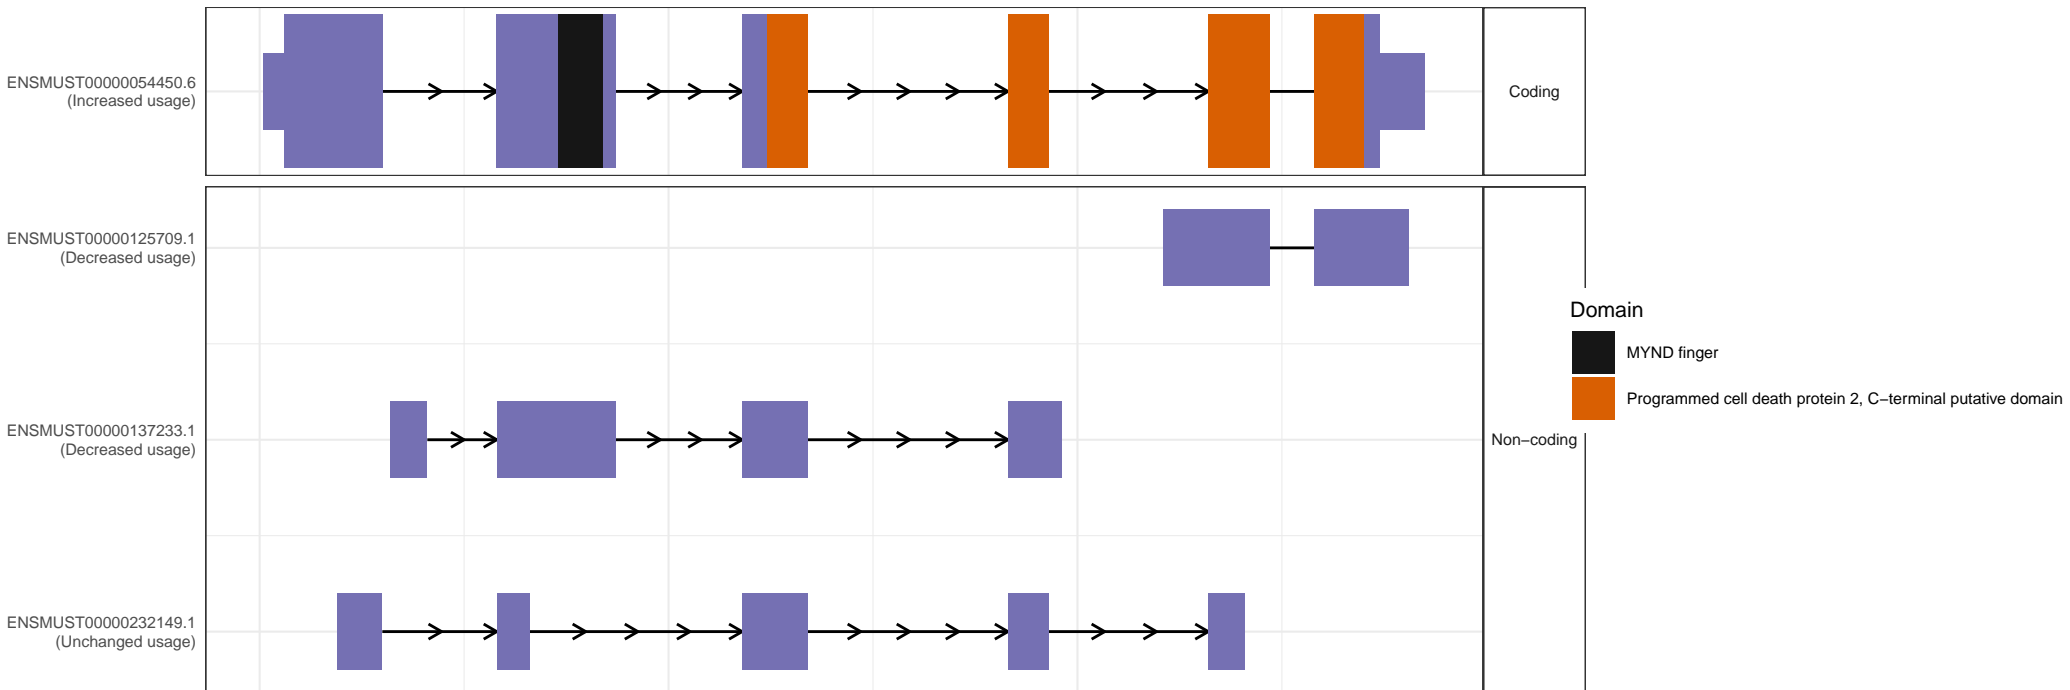 ENSMUST00000054450.6
(Increased usage)
Coding
ENSMUST00000125709.1
(Decreased usage)
Domain
MYND finger
Programmed cell death protein 2, C−terminal putative domain
ENSMUST00000137233.1
(Decreased usage)
Non−coding
ENSMUST00000232149.1
(Unchanged usage)